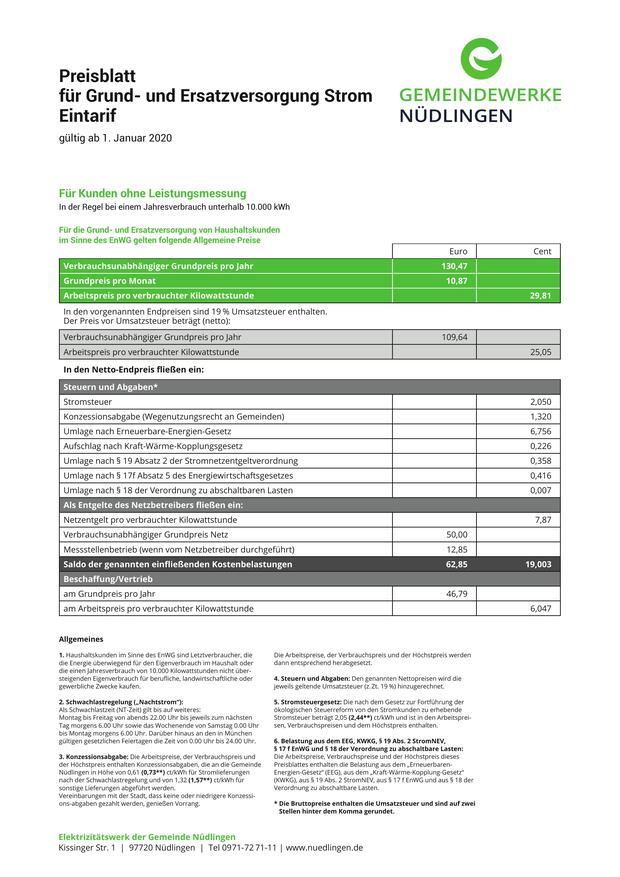 Preisblatt
für Grund- und Ersatzversorgung Strom
Eintarif
gültig ab 1. Januar 2020
GEMEINDEWERKE
NÜDLINGEN
Für Kunden ohne Leistungsmessung
In der Regel bei einem Jahresverbrauch unterhalb 10.000 kWh
Für die Grund- und Ersatzversorgung von Haushaltskunden
im Sinne des EnWG gelten folgende Allgemeine Preise
Euro Cent
Verbrauchsunabhängiger Grundpreis pro Jahr 130,47
Grundpreis pro Monat 10,87
Arbeitspreis pro verbrauchter Kilowattstunde 29,81
In den vorgenannten Endpreisen sind 19 % Umsatzsteuer enthalten.
Der Preis vor Umsatzsteuer beträgt (netto):
Verbrauchsunabhängiger Grundpreis pro Jahr 109,64
Arbeitspreis pro verbrauchter Kilowattstunde 25,05
In den Netto-Endpreis fließen ein:
Steuern und Abgaben*
Stromsteuer 2,050
Konzessionsabgabe (Wegenutzungsrecht an Gemeinden) 1,320
Umlage nach Erneuerbare-Energien-Gesetz 6,756
Aufschlag nach Kraft-Wärme-Kopplungsgesetz 0,226
Umlage nach § 19 Absatz 2 der Stromnetzentgeltverordnung 0,358
Umlage nach § 17f Absatz 5 des Energiewirtschaftsgesetzes 0,416
Umlage nach § 18 der Verordnung zu abschaltbaren Lasten 0,007
Als Entgelte des Netzbetreibers fließen ein:
Netzentgelt pro verbrauchter Kilowattstunde 7,87
Verbrauchsunabhängiger Grundpreis Netz 50,00
Messstellenbetrieb (wenn vom Netzbetreiber durchgeführt) 12,85
Saldo der genannten einfließenden Kostenbelastungen 62,85 19,003
Beschaffung/Vertrieb
am Grundpreis pro Jahr 46,79
am Arbeitspreis pro verbrauchter Kilowattstunde 6,047
Allgemeines
1. Haushaltskunden im Sinne des EnWG sind Letztverbraucher, die
die Energie überwiegend für den Eigenverbrauch im Haushalt oder
die einen Jahresverbrauch von 10.000 Kilowattstunden nicht über-
steigenden Eigenverbrauch für berufliche, landwirtschaftliche oder
gewerbliche Zwecke kaufen.
2. Schwachlastregelung („Nachtstrom“):
Als Schwachlastzeit (NT-Zeit) gilt bis auf weiteres:
Montag bis Freitag von abends 22.00 Uhr bis jeweils zum nächsten
Tag morgens 6.00 Uhr sowie das Wochenende von Samstag 0.00 Uhr
bis Montag morgens 6.00 Uhr. Darüber hinaus an den in München
gültigen gesetzlichen Feiertagen die Zeit von 0.00 Uhr bis 24.00 Uhr.
3. Konzessionsabgabe: Die Arbeitspreise, der Verbrauchspreis und
der Höchstpreis enthalten Konzessionsabgaben, die an die Gemeinde
Nüdlingen in Höhe von 0,61 (0,73**) ct/kWh für Stromlieferungen
nach der Schwachlastregelung und von 1,32 (1,57**) ct/kWh für
sonstige Lieferungen abgeführt werden.
Vereinbarungen mit der Stadt, dass keine oder niedrigere Konzessi-
ons-abgaben gezahlt werden, genießen Vorrang.
Die Arbeitspreise, der Verbrauchspreis und der Höchstpreis werden
dann entsprechend herabgesetzt.
4. Steuern und Abgaben: Den genannten Nettopreisen wird die
jeweils geltende Umsatzsteuer (z. Zt. 19 %) hinzugerechnet.
5. Stromsteuergesetz: Die nach dem Gesetz zur Fortführung der
ökologischen Steuerreform von den Stromkunden zu erhebende
Stromsteuer beträgt 2,05 (2,44**) ct/kWh und ist in den Arbeitsprei-
sen, Verbrauchspreisen und dem Höchstpreis enthalten.
6. Belastung aus dem EEG, KWKG, § 19 Abs. 2 StromNEV,
§ 17 f EnWG und § 18 der Verordnung zu abschaltbare Lasten:
Die Arbeitspreise, Verbrauchspreise und der Höchstpreis dieses
Preisblattes enthalten die Belastung aus dem „Erneuerbaren-
Energien-Gesetz“ (EEG), aus dem „Kraft-Wärme-Kopplung-Gesetz“
(KWKG), aus § 19 Abs. 2 StromNEV, aus § 17 f EnWG und aus § 18 der
Verordnung zu abschaltbare Lasten.
* Die Bruttopreise enthalten die Umsatzsteuer und sind auf zwei
Stellen hinter dem Komma gerundet.
Elektrizitätswerk der Gemeinde Nüdlingen
Kissinger Str. 1 | 97720 Nüdlingen | Tel 0971-72 71-11 | www.nuedlingen.de